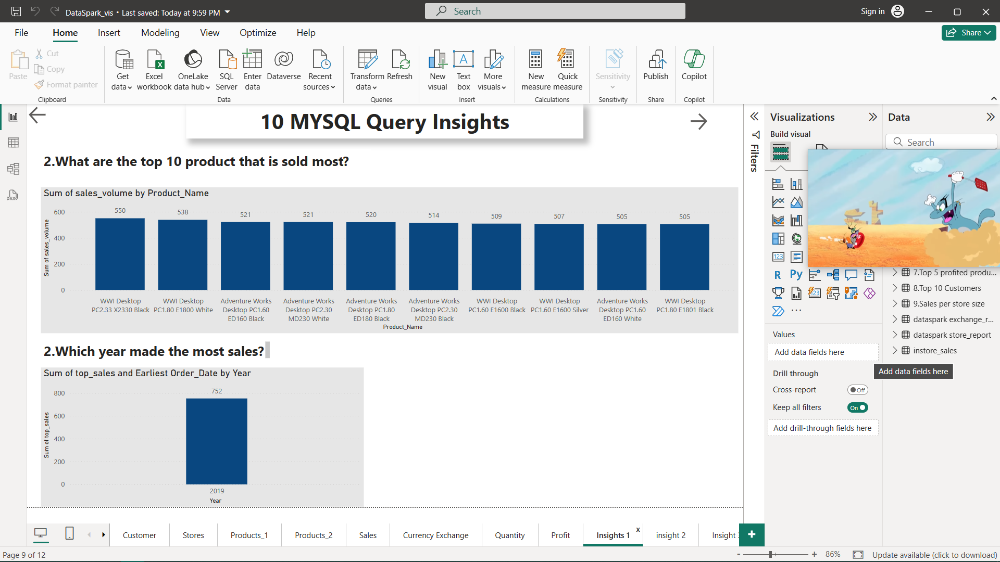 DataSpark_vis • Last saved: Today at 9:59 PM
Search
Sign in
File
Home
Insert
Modeling
View
Optimize
Help
Share
Paste
Cut
Copy
Format painter
Clipboard
Get data
Excel workbook
OneLake data hub
SQL Server
Enter data
Dataverse
Recent sources
Data
Transform data
Refresh
Queries
New visual
Text box
More visuals
Insert
New measure
Quick measure
Calculations
Sensitivity
Sensitivity
Publish
Share
Copilot
Copilot
10 MYSQL Query Insights
2.What are the top 10 product that is sold most?
Sum of sales_volume by Product_Name
Sum of sales_volume
600
400
200
0
550
538
521
521
520
514
509
507
505
505
WWI Desktop PC2.33 X2330 Black
WWI Desktop PC1.80 E1800 White
Adventure Works Desktop PC1.60 ED160 Black
Adventure Works Desktop PC2.30 MD230 White
Adventure Works Desktop PC1.80 ED180 Black
Adventure Works Desktop PC2.30 MD230 Black
WWI Desktop PC1.60 E1600 Black
WWI Desktop PC1.60 E1600 Silver
Adventure Works Desktop PC1.60 ED160 White
WWI Desktop PC1.80 E1801 Black
Product_Name
2.Which year made the most sales?
Sum of top_sales and Earliest Order_Date by Year
Sum of top_sales
800
600
400
200
0
752
2019
Year
Filters
Visualizations
Build visual
123
R
Py
123
Values
Add data fields here
Drill through
Cross-report
Off
Keep all filters
On
Add drill-through fields here
Data
Search
7.Top 5 profited produ...
8.Top 10 Customers
9.Sales per store size
dataspark exchange_r...
dataspark store_report
instore_sales
Add data fields here
DAX
Customer
Stores
Products_1
Products_2
Sales
Currency Exchange
Quantity
Profit
Insights 1
x
insight 2
Insight
Page 9 of 12
- + 86%
Update available (click to download)